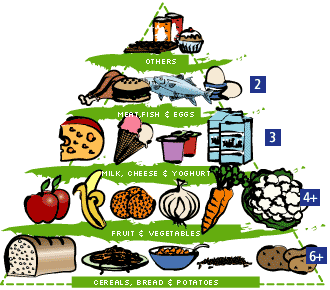 OTHERS
2
MEAT,FISH & EGGS
3
MILK, CHEESE & YOGHURT
4+
FRUIT & VEGETABLES
6+
CEREALS, BREAD & POTATOES